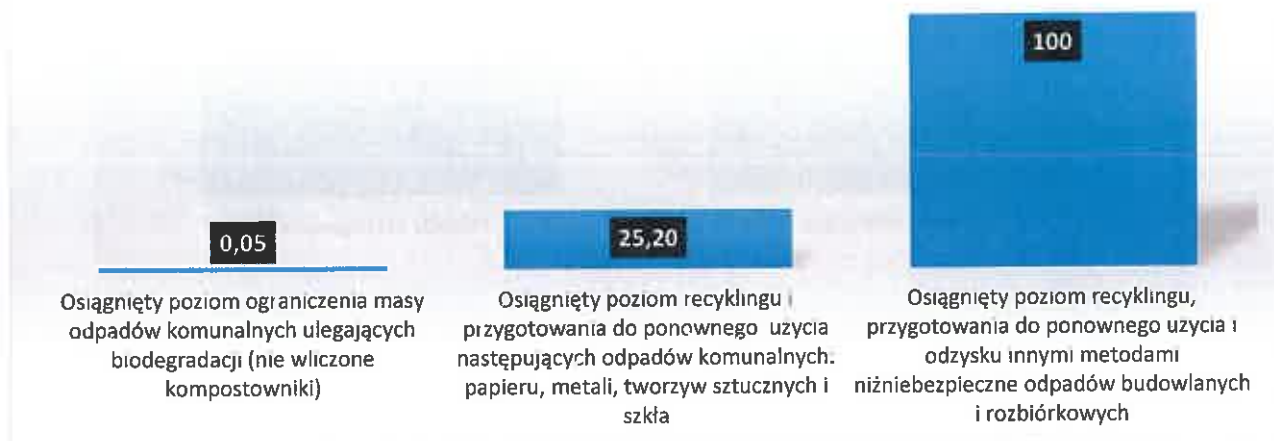 0,05
Osiągnięty poziom ograniczenia masy
odpadów komunalnych ulegających
biodegradacji (nie wliczone
kompostowniki)
25,20
Osiągnięty poziom recyklingu i
przygotowania do ponownego użycia
następujących odpadów komunalnych:
papieru, metali, tworzyw sztucznych i
szkła
100
Osiągnięty poziom recyklingu,
przygotowania do ponownego użycia i
odzysku innymi metodami
niżniebezpieczne odpadów budowlanych
i rozbiórkowych